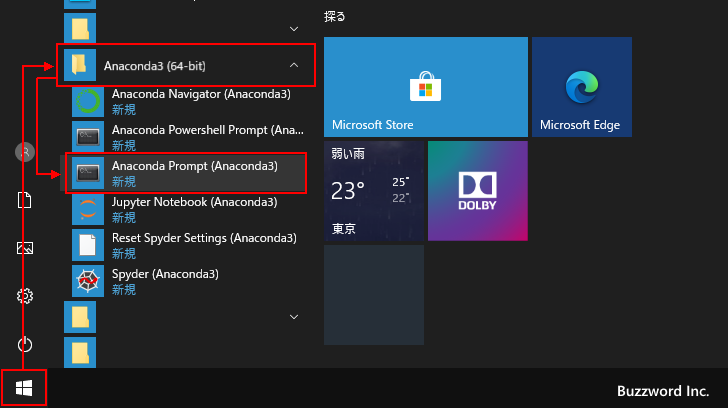 探る
Anaconda3 (64-bit)
Anaconda Navigator (Anaconda3)
新規
Anaconda Powershell Prompt (Ana...
新規
Anaconda Prompt (Anaconda3)
新規
Jupyter Notebook (Anaconda3)
新規
Reset Spyder Settings (Anaconda3)
新規
Spyder (Anaconda3)
新規
Microsoft Store
Microsoft Edge
弱い雨
23°
25°
22°
東京
DOLBY
Buzzword Inc.